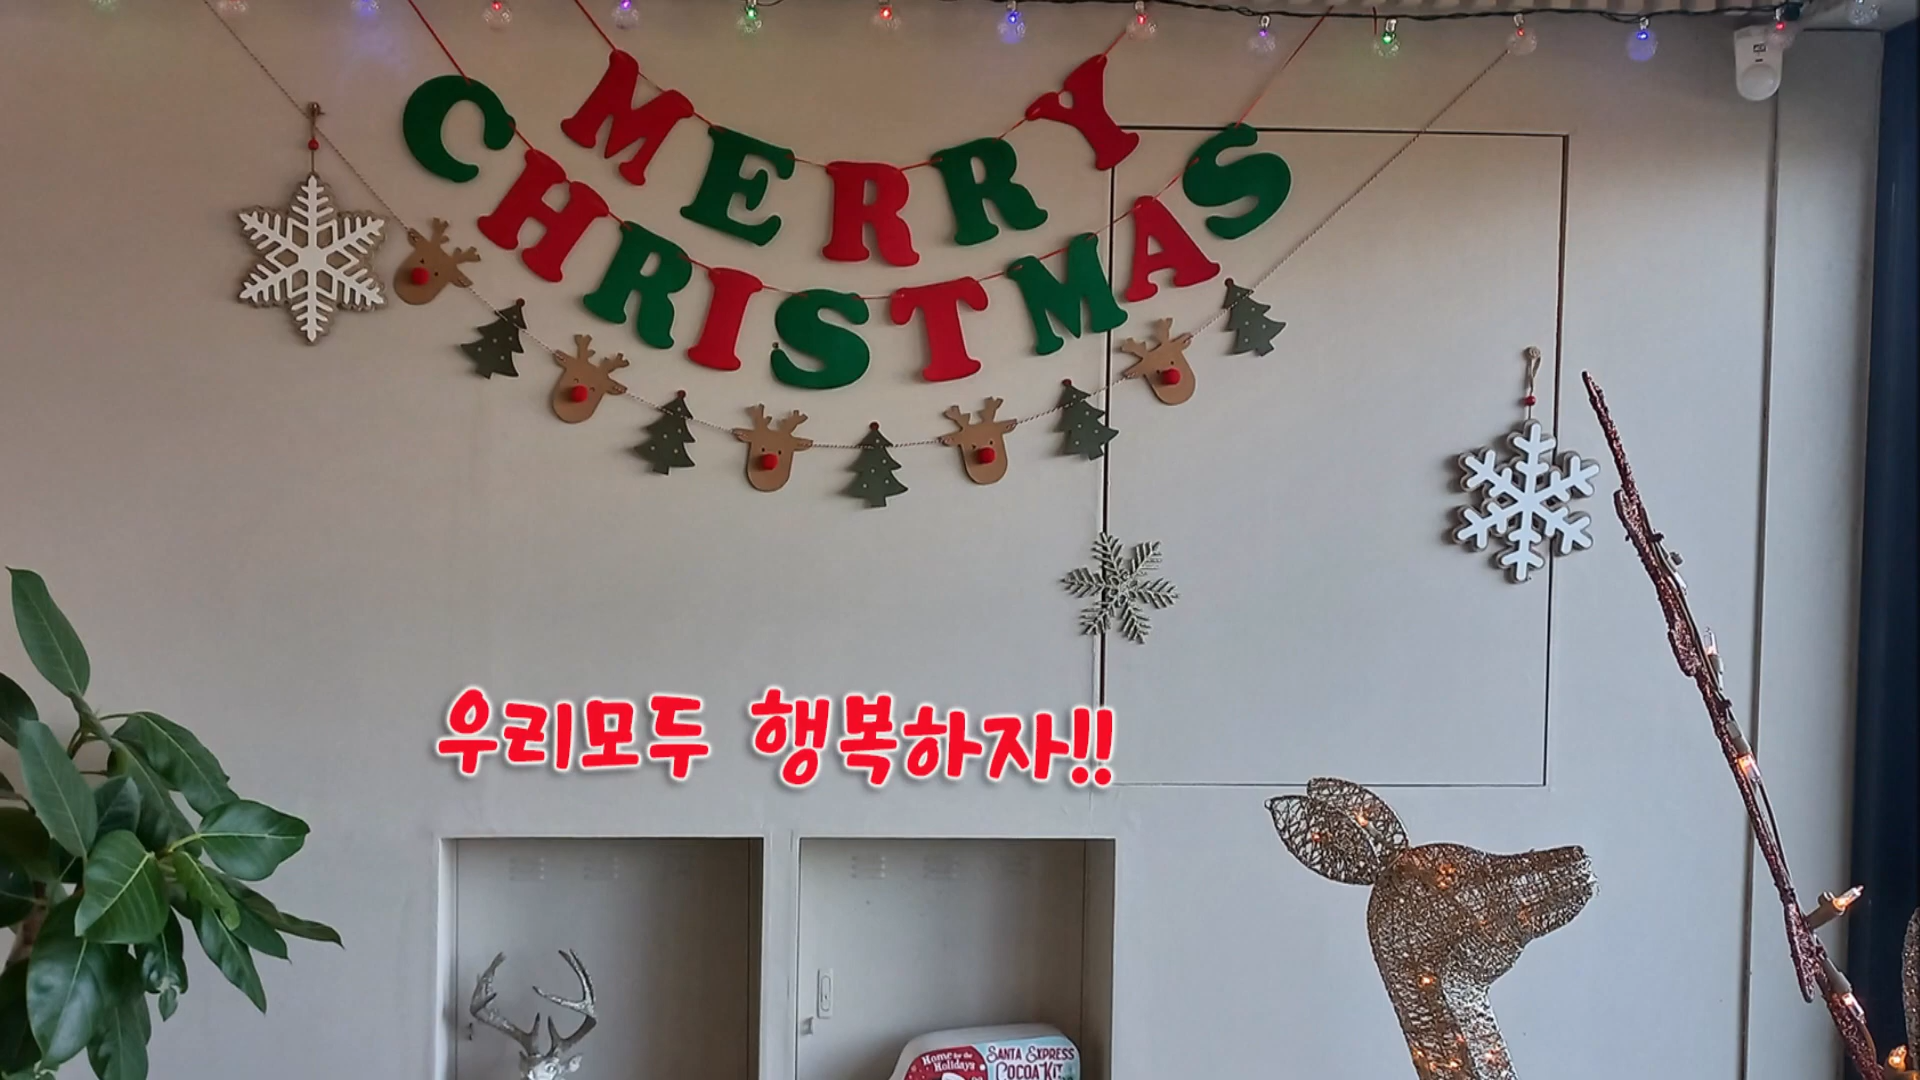 MERRY
CHRISTMAS
우리모두 행복하자!!
Home for the
Holidays
SANTA EXPRESS
COCOA KIT